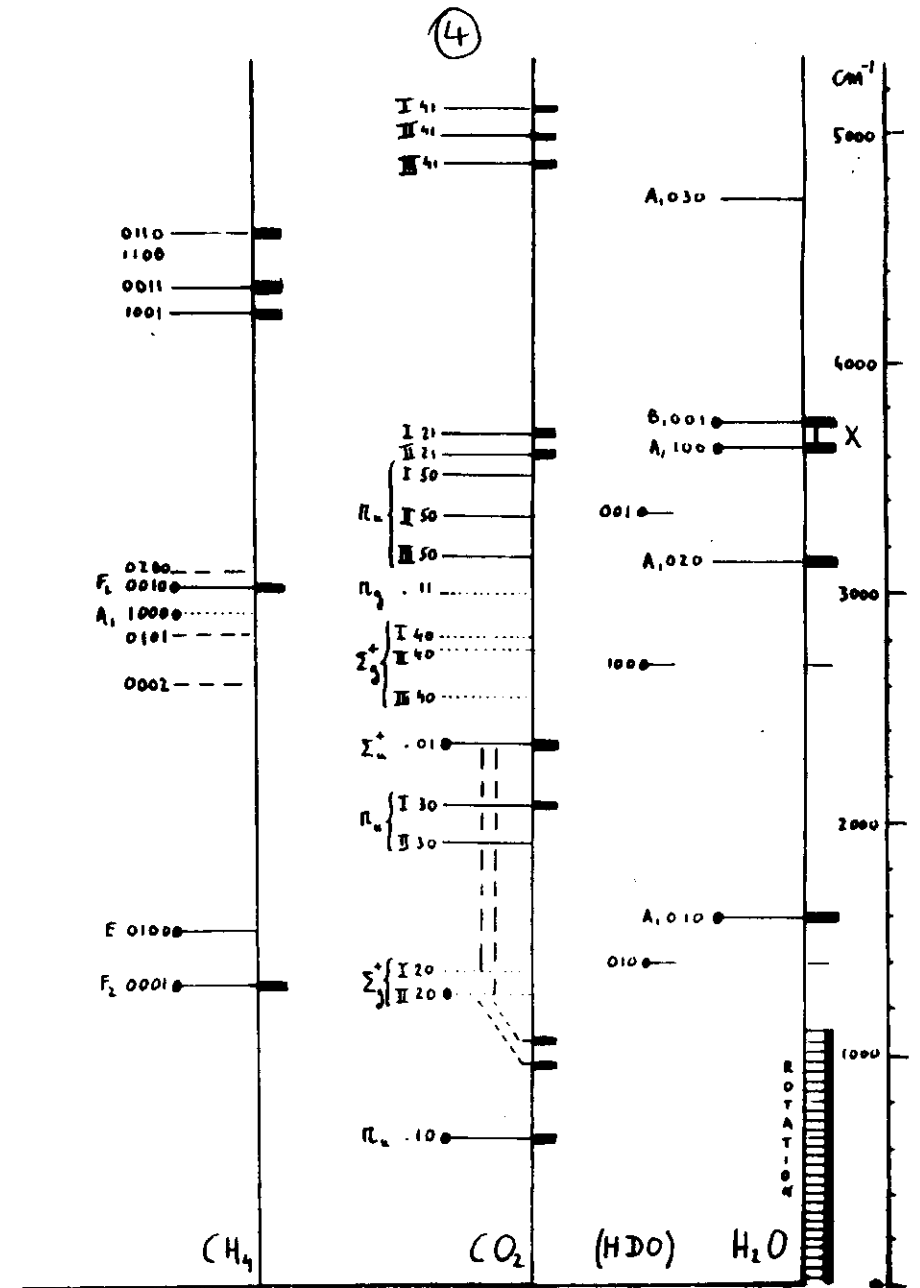 4
CM⁻¹
I 41
5000
II 41
III 41
A₁ 030
0110
1100
0011
1001
4000
B₁ 001
I 21
X
A₁ 100
II 21
I 50
Πu II 50
001
III 50
A₁ 020
0200
F₂ 0010
Πg . 11
3000
A₁ 1000
0101
I 40
Σg⁺ II 40
100
0002
III 40
Σu⁺ . 01
I 30
Πu
2000
II 30
A₁ 010
E 0100
010
I 20
Σg⁺
F₂ 0001
II 20
1000
ROTATION
Πu . 10
0
CH₄
CO₂
(HDO)
H₂O